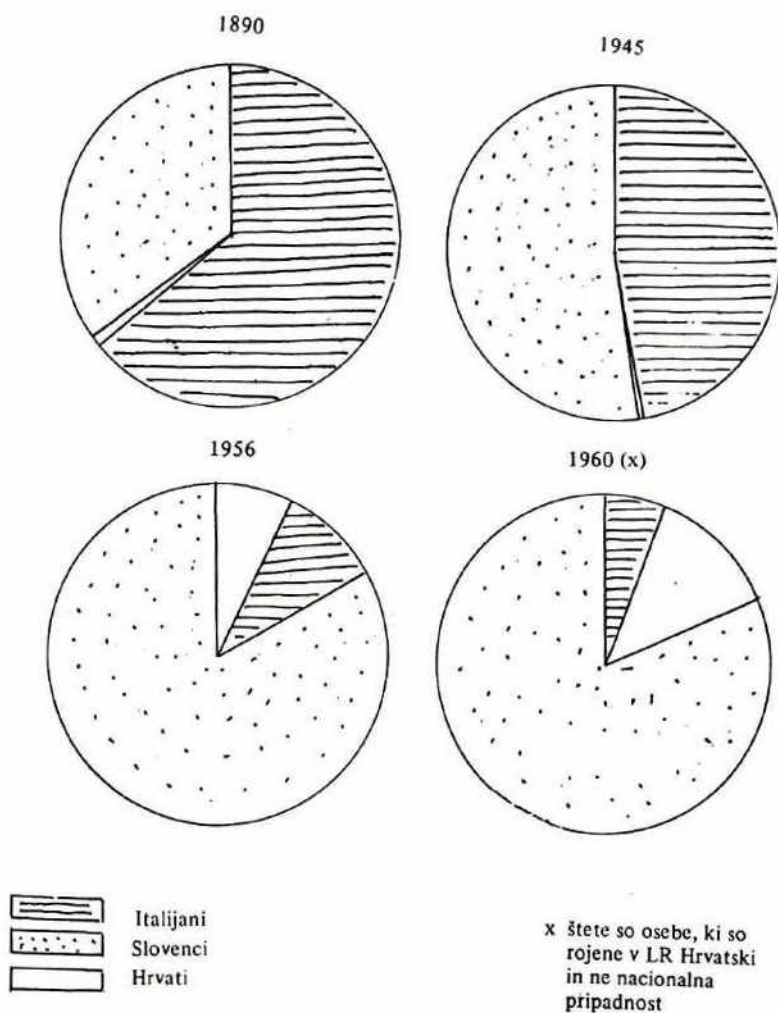 1890
1945
1956
1960 (x)
Italijani
Slovenci
Hrvati
x štete so osebe, ki so
rojene v LR Hrvatski
in ne nacionalna
pripadnost